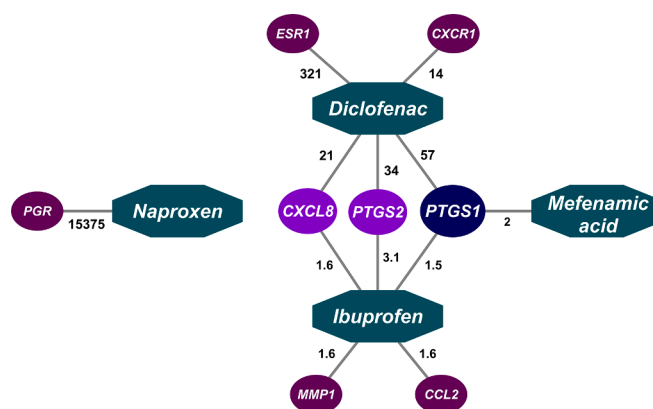 ESR1
CXCR1
321
14
Diclofenac
21
34
57
PGR
15375
Naproxen
CXCL8
PTGS2
PTGS1
2
Mefenamic
acid
1.6
3.1
1.5
Ibuprofen
1.6
1.6
MMP1
CCL2